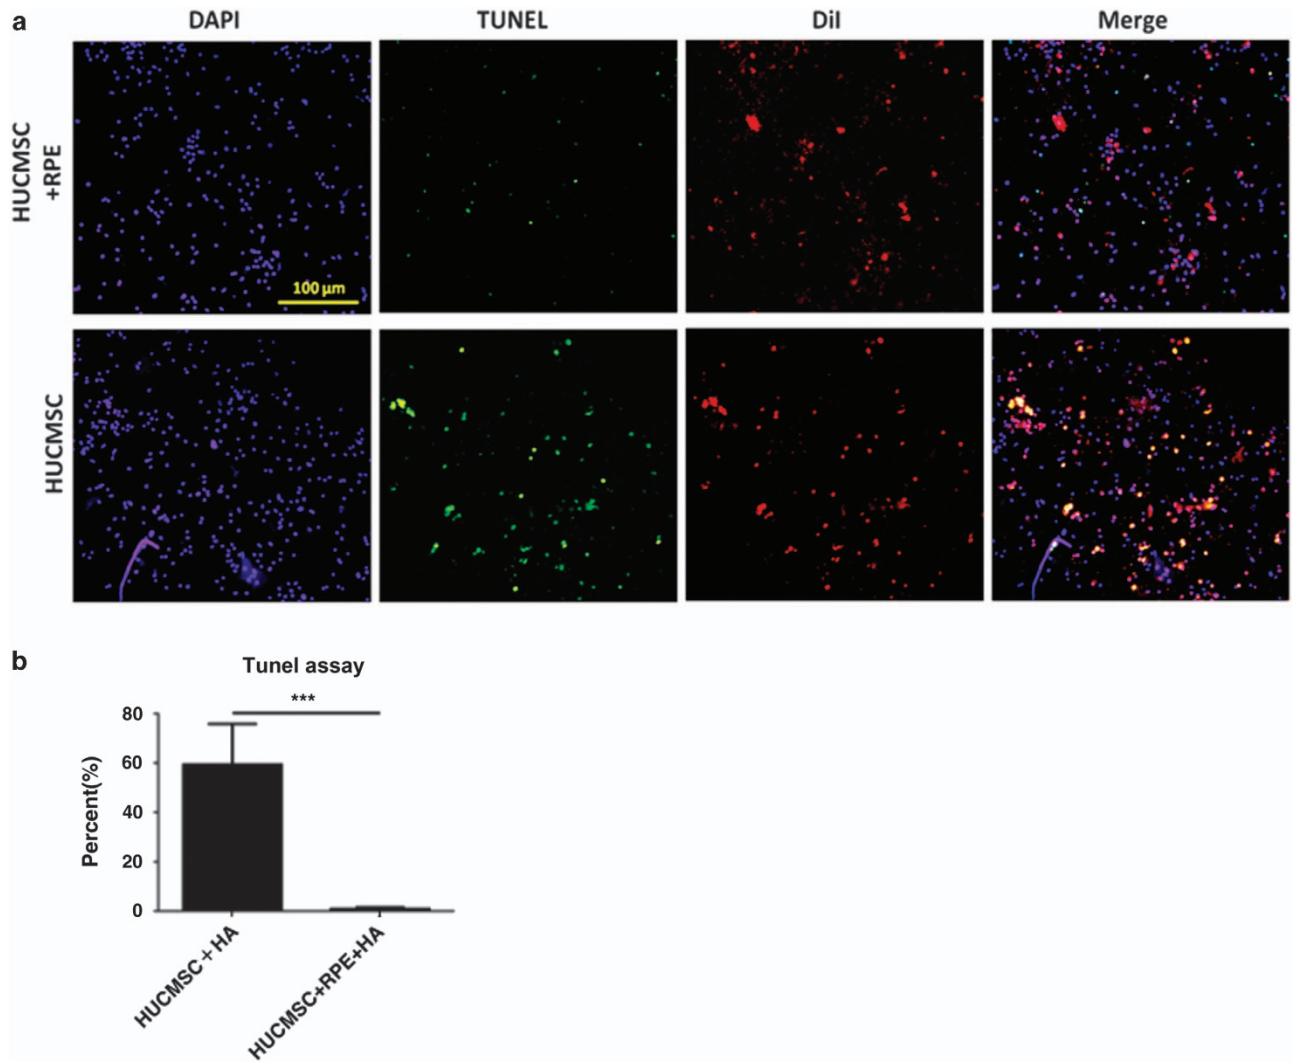 a
DAPI TUNEL DiI Merge
HUCMSC
+RPE
100 µm
HUCMSC
b
Tunel assay
***
80
60
40
20
0
Percent(%)
HUCMSC+HA
HUCMSC+RPE+HA